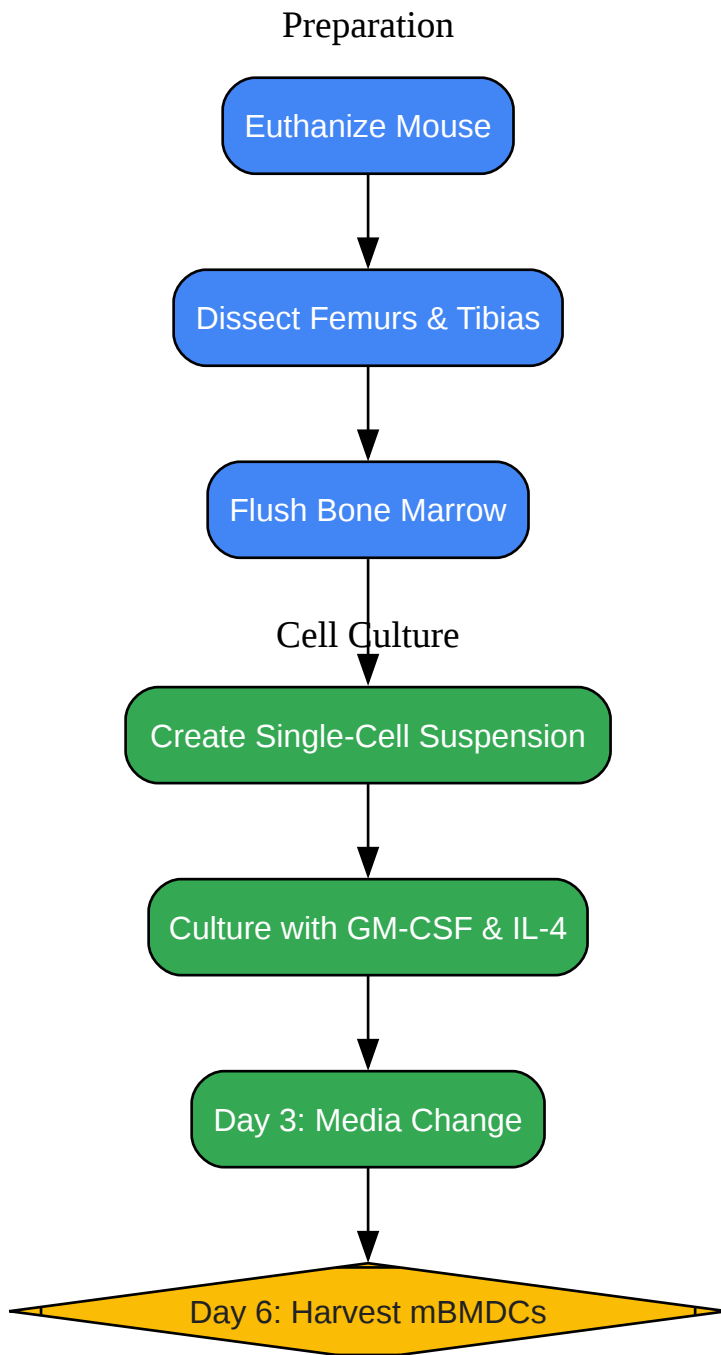 Preparation
Euthanize Mouse
Dissect Femurs & Tibias
Flush Bone Marrow
Cell Culture
Create Single-Cell Suspension
Culture with GM-CSF & IL-4
Day 3: Media Change
Day 6: Harvest mBMDCs